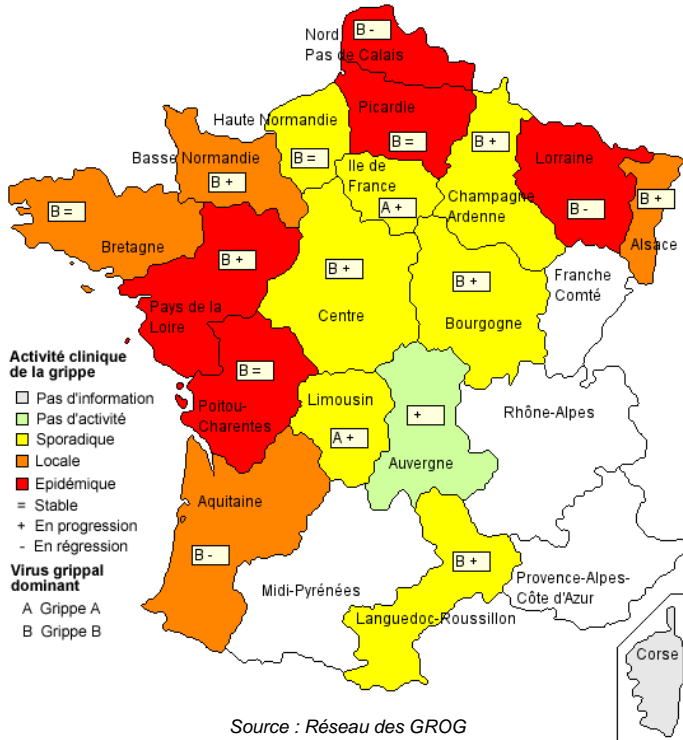 Nord
Pas de Calais
B -
Picardie
B =
Haute Normandie
B =
Basse Normandie
B +
Ile de
France
A +
B +
Champagne
Ardenne
Lorraine
B -
B +
Alsace
B =
Bretagne
B +
Pays de la
Loire
B +
Centre
B +
Bourgogne
Franche
Comté
B =
Poitou-
Charentes
Limousin
A +
+
Auvergne
Rhône-Alpes
Aquitaine
B -
Midi-Pyrénées
B +
Languedoc-Roussillon
Provence-Alpes-
Côte d'Azur
Corse
Activité clinique
de la grippe
Pas d'information
Pas d'activité
Sporadique
Locale
Epidémique
= Stable
+ En progression
- En régression
Virus grippal
dominant
A Grippe A
B Grippe B
Source : Réseau des GROG